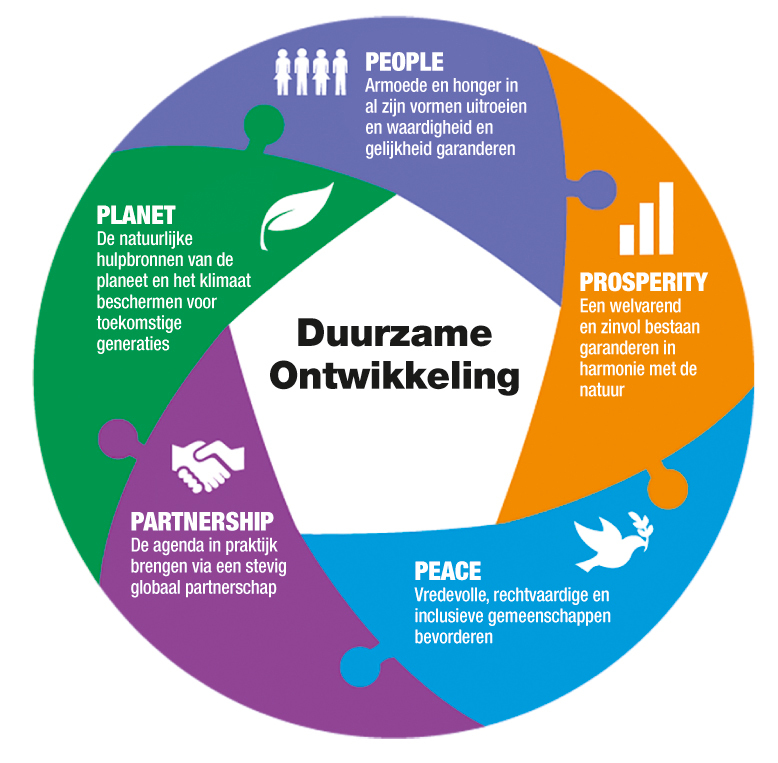 PEOPLE
Armoede en honger in
al zijn vormen uitroeien
en waardigheid en
gelijkheid garanderen
PROSPERITY
Een welvarend
en zinvol bestaan
garanderen in
harmonie met de
natuur
PEACE
Vredevolle, rechtvaardige en
inclusieve gemeenschappen
bevorderen
PARTNERSHIP
De agenda in praktijk
brengen via een stevig
globaal partnerschap
PLANET
De natuurlijke
hulpbronnen van de
planeet en het klimaat
beschermen voor
toekomstige
generaties
Duurzame
Ontwikkeling